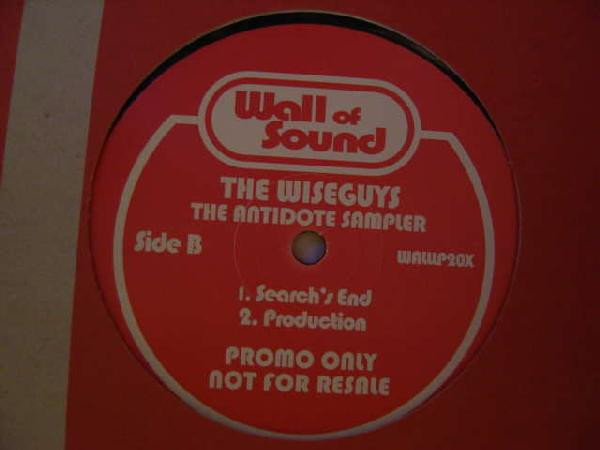 Wall of
Sound
THE WISEGUYS
THE ANTIDOTE SAMPLER
Side B
WALLP20X
1. Search's End
2. Production
PROMO ONLY
NOT FOR RESALE